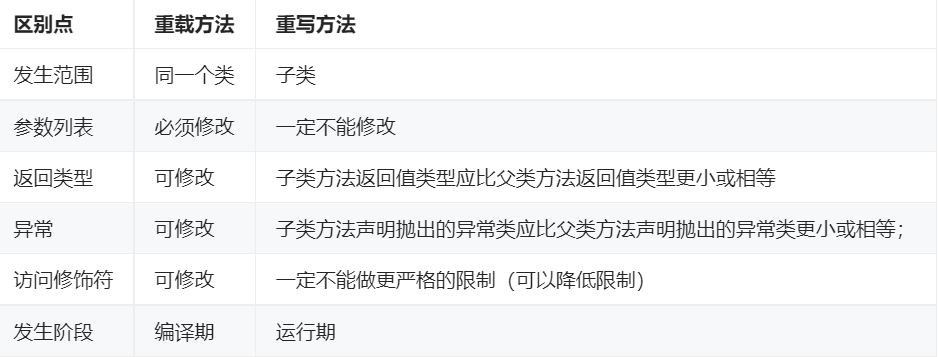 区别点 重载方法 重写方法
发生范围 同一个类 子类
参数列表 必须修改 一定不能修改
返回类型 可修改 子类方法返回值类型应比父类方法返回值类型更小或相等
异常 可修改 子类方法声明抛出的异常类应比父类方法声明抛出的异常类更小或相等；
访问修饰符 可修改 一定不能做更严格的限制（可以降低限制）
发生阶段 编译期 运行期